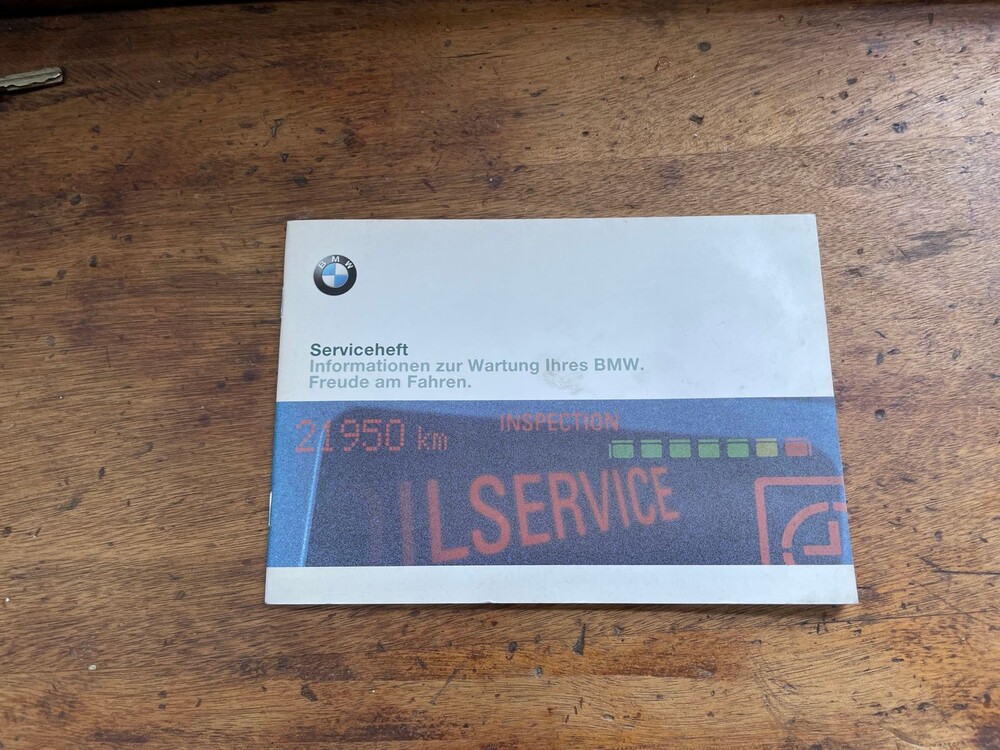 BMW
Serviceheft
Informationen zur Wartung Ihres BMW.
Freude am Fahren.
INSPECTION
21950 km
LSERVICE